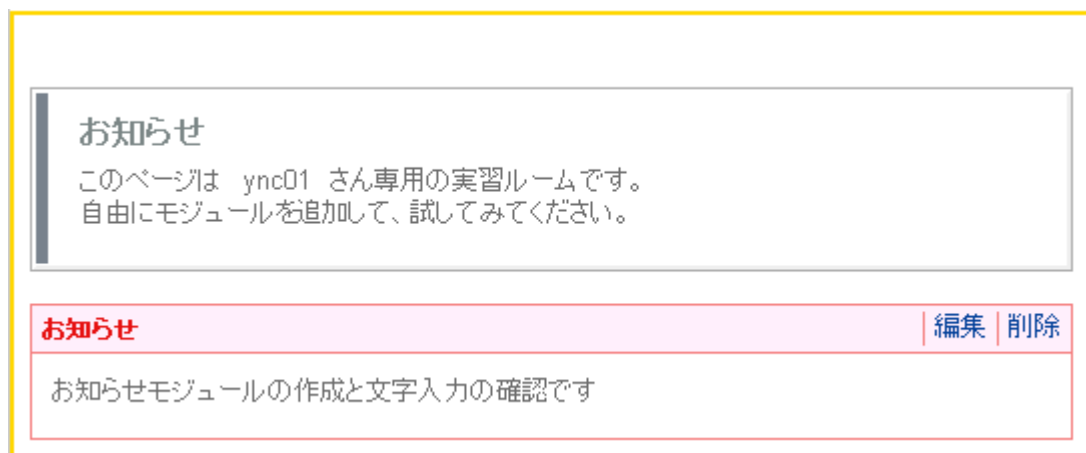 お知らせ
このページは　ync01　さん専用の実習ルームです。
自由にモジュールを追加して、試してみてください。
お知らせ |編集|削除
お知らせモジュールの作成と文字入力の確認です